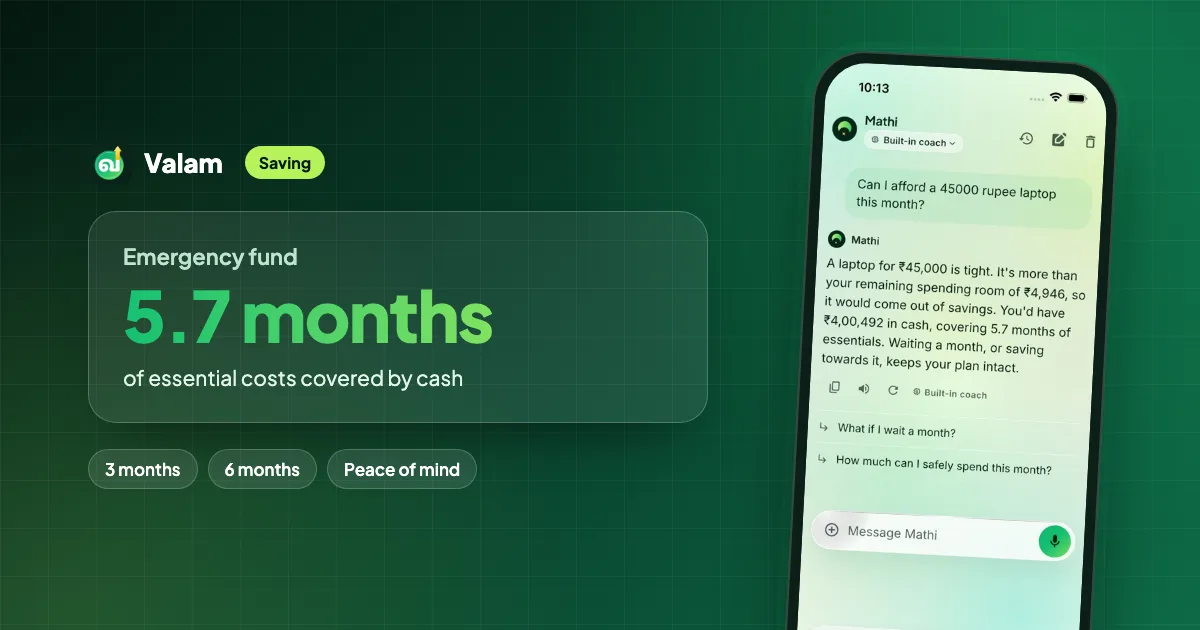 வ
Valam
Saving
Emergency fund
5.7 months
of essential costs covered by cash
3 months
6 months
Peace of mind
10:13
Mathi
Built-in coach
Can I afford a 45000 rupee laptop
this month?
Mathi
A laptop for ₹45,000 is tight. It's more than
your remaining spending room of ₹4,946, so
it would come out of savings. You'd have
₹4,00,492 in cash, covering 5.7 months of
essentials. Waiting a month, or saving
towards it, keeps your plan intact.
Built-in coach
What if I wait a month?
How much can I safely spend this month?
Message Mathi